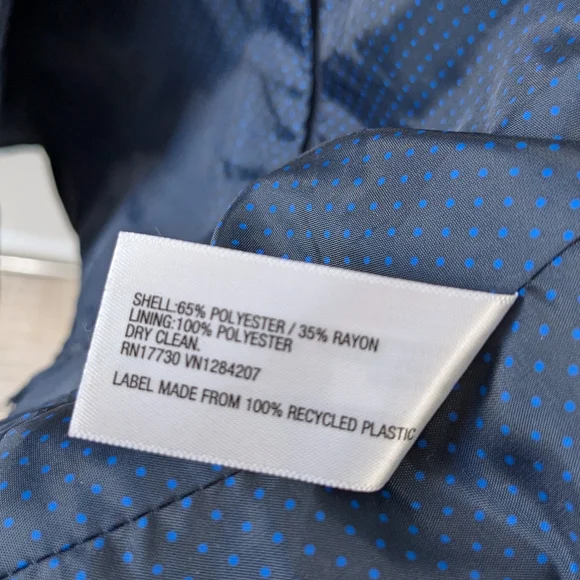 SHELL:65% POLYESTER / 35% RAYON
LINING:100% POLYESTER
DRY CLEAN.
RN17730 VN1284207
LABEL MADE FROM 100% RECYCLED PLASTIC